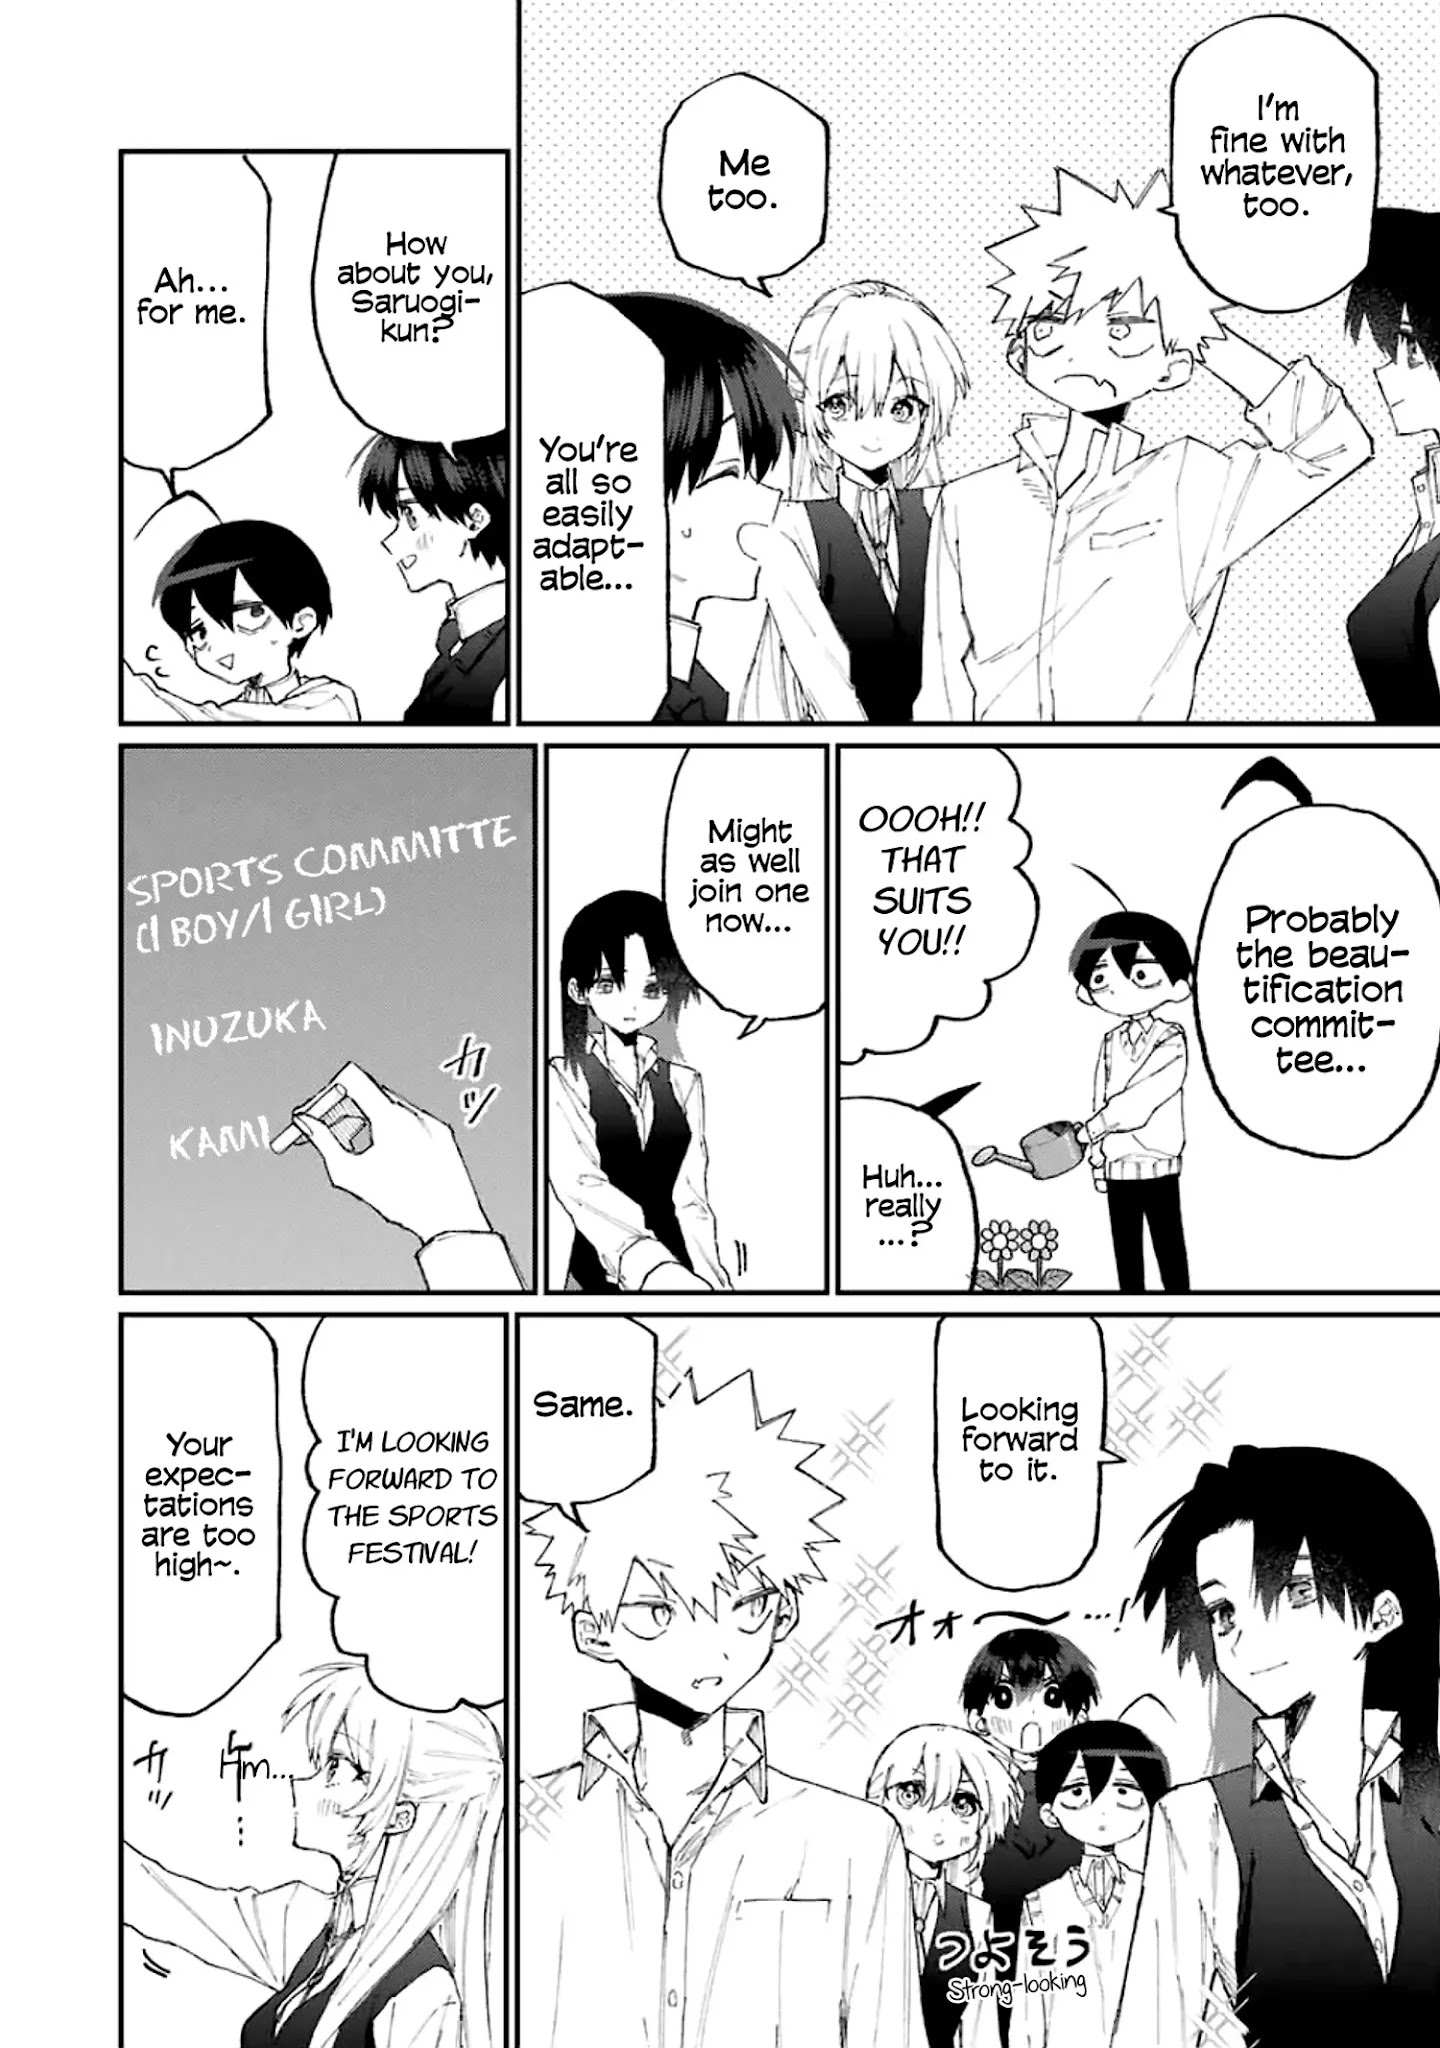 I'm
fine with
whatever,
too.
Me
too.
You're
all so
easily
adapt-
able...
How
about you,
Saruogi-
kun?
Ah...
for me.
Probably
the beau-
tification
commit-
tee...
OOOH!!
THAT
SUITS
YOU!!
Huh...
really
...?
Might
as well
join one
now...
SPORTS COMMITTE
(1 BOY/1 GIRL)
INUZUKA
KAMI
カッ
Looking
forward
to it.
Same.
オォ〜…!
つよそう
Strong-looking
I'M LOOKING
FORWARD TO
THE SPORTS
FESTIVAL!
Your
expec-
tations
are too
high~.
Hm...
カッ